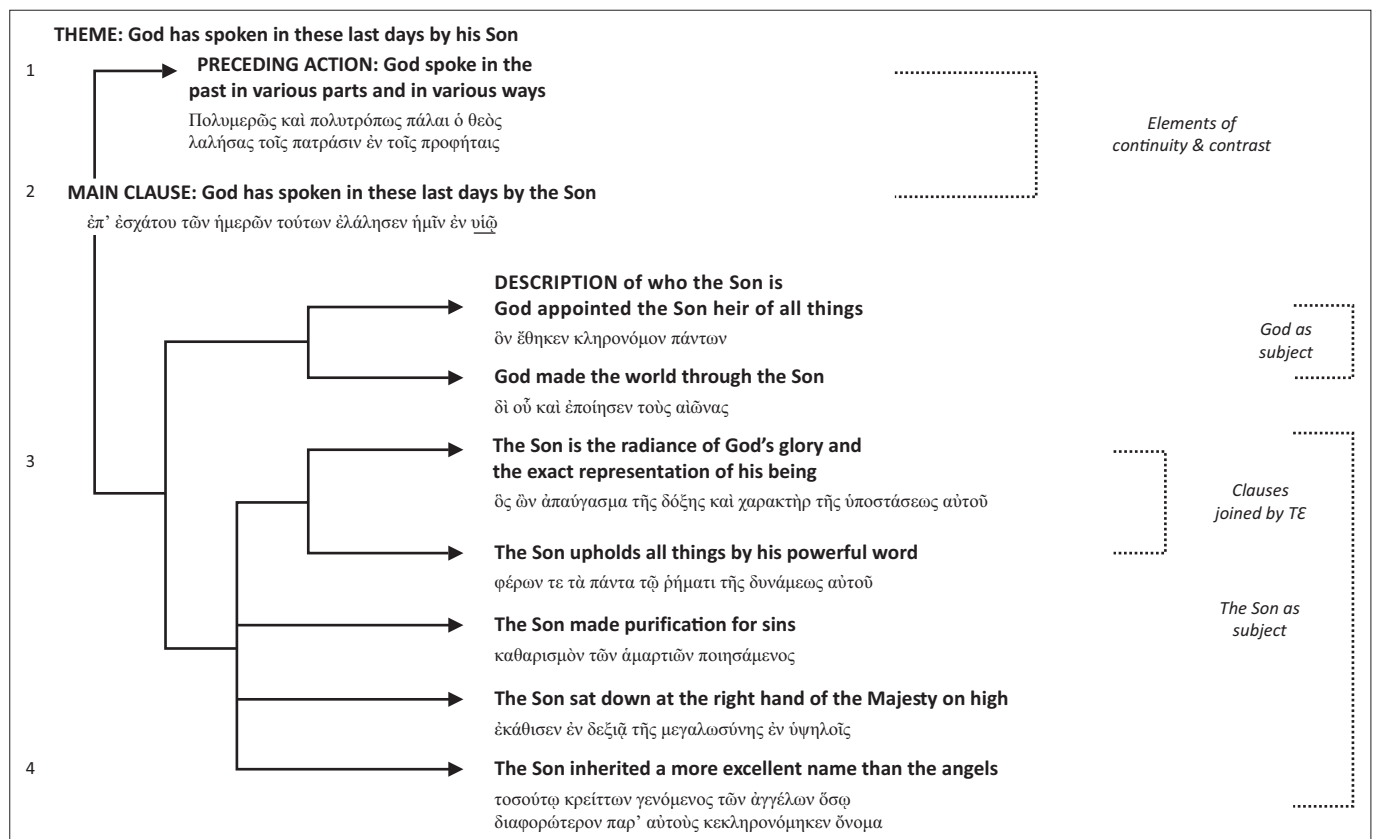 THEME: God has spoken in these last days by his Son
1
PRECEDING ACTION: God spoke in the
past in various parts and in various ways
Πολυμερῶς καὶ πολυτρόπως πάλαι ὁ θεὸς
λαλήσας τοῖς πατράσιν ἐν τοῖς προφήταις
Elements of
continuity & contrast
2
MAIN CLAUSE: God has spoken in these last days by the Son
ἐπ’ ἐσχάτου τῶν ἡμερῶν τούτων ἐλάλησεν ἡμῖν ἐν υἱῷ
DESCRIPTION of who the Son is
God appointed the Son heir of all things
ὃν ἔθηκεν κληρονόμον πάντων
God as
subject
God made the world through the Son
δὶ οὗ καὶ ἐποίησεν τοὺς αἰῶνας
3
The Son is the radiance of God’s glory and
the exact representation of his being
ὃς ὢν ἀπαύγασμα τῆς δόξης καὶ χαρακτὴρ τῆς ὑποστάσεως αὐτοῦ
Clauses
joined by TE
The Son upholds all things by his powerful word
φέρων τε τὰ πάντα τῷ ῥήματι τῆς δυνάμεως αὐτοῦ
The Son as
subject
The Son made purification for sins
καθαρισμὸν τῶν ἁμαρτιῶν ποιησάμενος
The Son sat down at the right hand of the Majesty on high
ἐκάθισεν ἐν δεξιᾷ τῆς μεγαλωσύνης ἐν ὑψηλοῖς
4
The Son inherited a more excellent name than the angels
τοσούτῳ κρείττων γενόμενος τῶν ἀγγέλων ὅσῳ
διαφορώτερον παρ’ αὐτοὺς κεκληρονόμηκεν ὄνομα